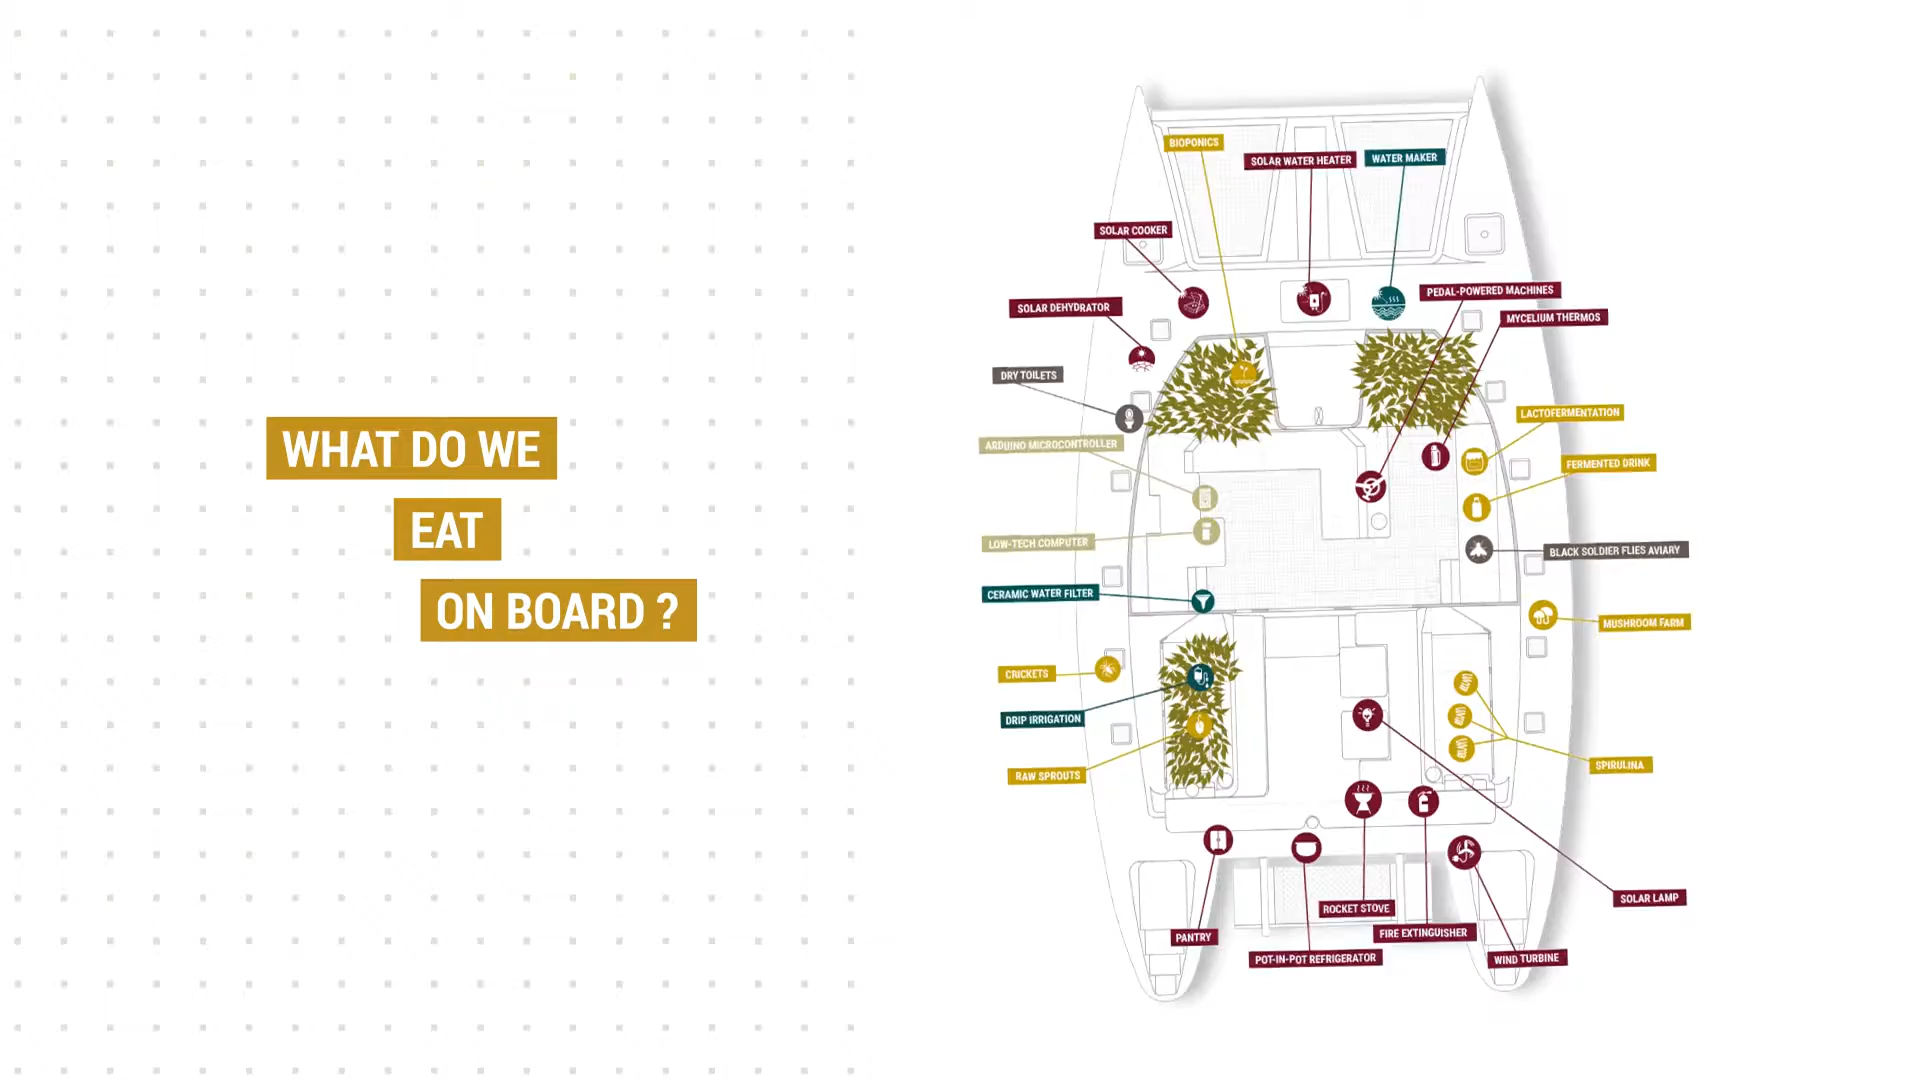 WHAT DO WE
EAT
ON BOARD ?
BIOPONICS
SOLAR WATER HEATER
WATER MAKER
SOLAR COOKER
PEDAL-POWERED MACHINES
SOLAR DEHYDRATOR
MYCELIUM THERMOS
DRY TOILETS
LACTOFERMENTATION
ARDUINO MICROCONTROLLER
FERMENTED DRINK
LOW-TECH COMPUTER
BLACK SOLDIER FLIES AVIARY
CERAMIC WATER FILTER
MUSHROOM FARM
CRICKETS
DRIP IRRIGATION
RAW SPROUTS
SPIRULINA
SOLAR LAMP
ROCKET STOVE
FIRE EXTINGUISHER
PANTRY
POT-IN-POT REFRIGERATOR
WIND TURBINE